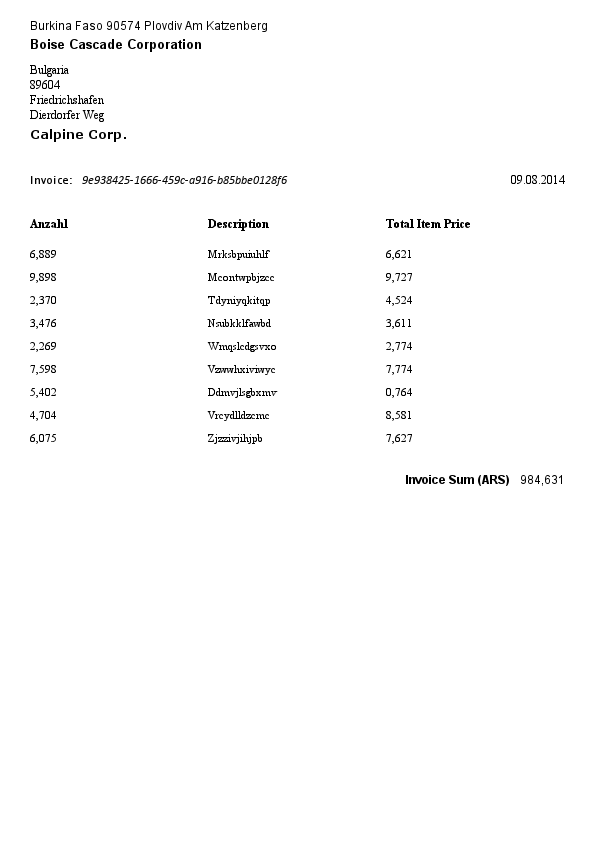 Burkina Faso 90574 Plovdiv Am Katzenberg
Boise Cascade Corporation
Bulgaria
89604
Friedrichshafen
Dierdorfer Weg
Calpine Corp.
Invoice: 9e938425-1666-459c-a916-b85bbe0128f6 09.08.2014
Anzahl Description Total Item Price
6,889 Mrksbpuiuhlf 6,621
9,898 Mcontwpbjzcc 9,727
2,370 Tdyniyqkitqp 4,524
3,476 Nsubkklfawbd 3,611
2,269 Wmqslcdgsvxo 2,774
7,598 Vzwwhxiviwyc 7,774
5,402 Ddmvjlsgbxmv 0,764
4,704 Vrcydlldzcmc 8,581
6,075 Zjzzivjihjpb 7,627
Invoice Sum (ARS) 984,631